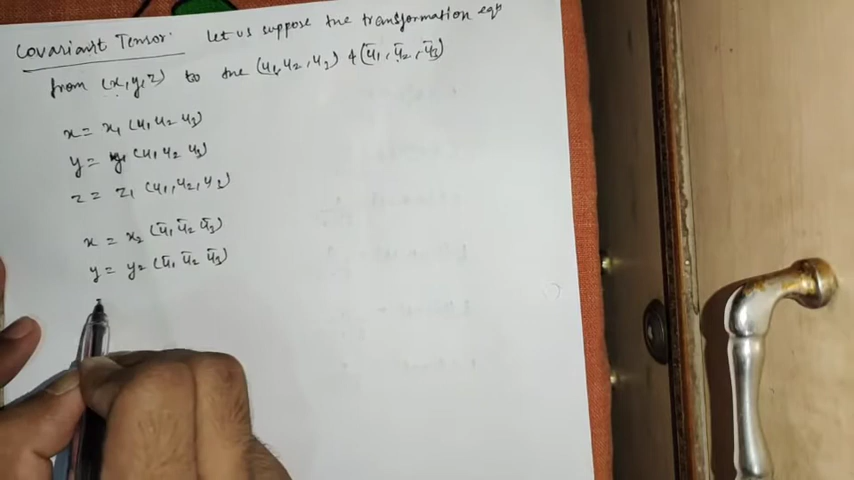 Covariant Tensor: Let us suppose the transformation eqn
from (x, y, z) to the (u1, u2, u3) & (ū1, ū2, ū3)
x = x1 (u1 u2 u3)
y = y1 (u1 u2 u3)
z = z1 (u1, u2, u3)
x = x2 (ū1 ū2 ū3)
y = y2 (ū1 ū2 ū3)